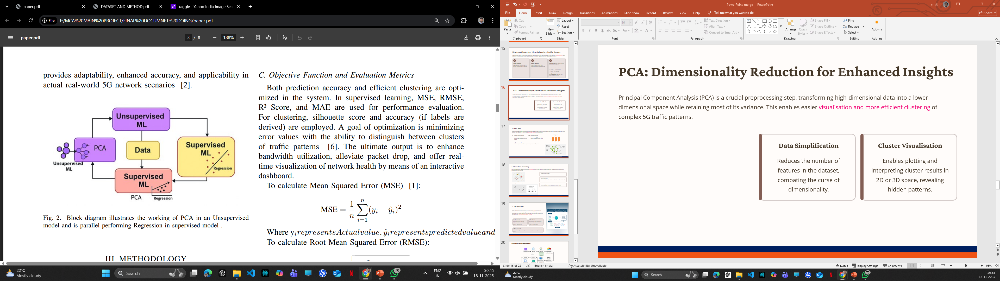 paper.pdf
DATASET AND METHOD.pdf
kaggle - Yahoo India Image Sea
File
F:/MCA%20MAIN%20PROJECT/FINAL%20DOCUMNET%20DOING/paper.pdf
paper.pdf
3 / 8
188%
provides adaptability, enhanced accuracy, and applicability in
actual real-world 5G network scenarios [2].
Unsupervised
ML
PCA
Data
Supervised
ML
Regression
Unsupervised
ML
Supervised
ML
PCA
Regression
Fig. 2. Block diagram illustrates the working of PCA in an Unsupervised
model and is parallel performing Regression in supervised model .
III. METHODOLOGY
C. Objective Function and Evaluation Metrics
Both prediction accuracy and efficient clustering are opti-
mized in the system. In supervised learning, MSE, RMSE,
R² Score, and MAE are used for performance evaluation.
For clustering, silhouette score and accuracy (if labels are
derived) are employed. A goal of optimization is minimizing
error values with the ability to distinguish between clusters
of traffic patterns [6]. The ultimate output is to enhance
bandwidth utilization, alleviate packet drop, and offer real-
time visualization of network health by means of an interactive
dashboard.
To calculate Mean Squared Error (MSE) [1]:
MSE = 1/n ∑ i=1 n (yi − ŷi)2
Where yirepresentsActualvalue, ŷirepresentspredictedvalueand
To calculate Root Mean Squared Error (RMSE):
n
22°C
Mostly cloudy
Search
70
ENG
IN
20:55
18-11-2025
PowerPoint_merge - PowerPoint
ankit n
File
Home
Insert
Draw
Design
Transitions
Animations
Slide Show
Record
Review
View
Help
Tell me what you want to do
Share
Paste
Cut
Copy
Format Painter
Clipboard
New
Slide
Layout
Reset
Section
Slides
16
Font
Text Direction
Align Text
Convert to SmartArt
Paragraph
Arrange
Quick
Styles
Shape Fill
Shape Outline
Shape Effects
Drawing
Find
Replace
Select
Editing
Add-ins
Add-ins
15
K-Means Clustering: Identifying Core Traffic Groups
16
PCA: Dimensionality Reduction for Enhanced Insights
17
1. DBSCAN:
18
2. Hierarchical Clustering:
19
3. HDBSCAN:
20
SYSTEM ARCHITECTURE:
PCA: Dimensionality Reduction for Enhanced Insights
Principal Component Analysis (PCA) is a crucial preprocessing step, transforming high-dimensional data into a lower-
dimensional space while retaining most of its variance. This enables easier visualisation and more efficient clustering of
complex 5G traffic patterns.
Data Simplification
Reduces the number of
features in the dataset,
combating the curse of
dimensionality.
Cluster Visualisation
Enables plotting and
interpreting cluster results in
2D or 3D space, revealing
hidden patterns.
Slide 16 of 22
English (India)
Accessibility: Unavailable
Notes
Display Settings
Comments
95%
22°C
Mostly cloudy
Search
70
20:55
18-11-2025